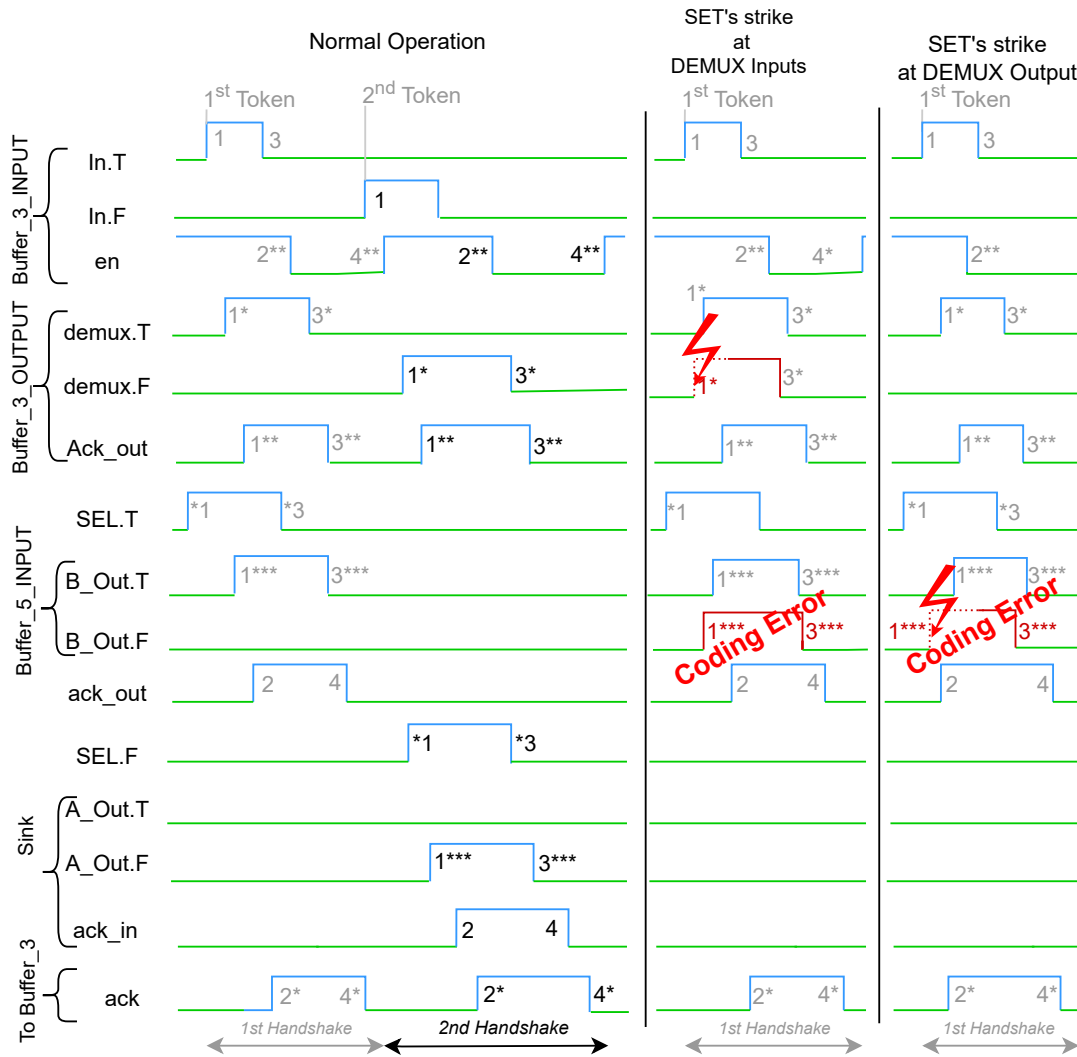 Normal Operation
SET's strike
at
DEMUX Inputs
SET's strike
at DEMUX Output
1st Token
2nd Token
1st Token
1st Token
Buffer_3_INPUT
In.T
1 3
1 3
1 3
In.F
1
en
2** 4** 2** 4**
2** 4*
2**
Buffer_3_OUTPUT
demux.T
1* 3*
1* 3*
1* 3*
demux.F
1* 3*
1* 3*
Ack_out
1** 3** 1** 3**
1** 3**
1** 3**
SEL.T
*1 *3
*1
*1 *3
Buffer_5_INPUT
B_Out.T
1*** 3***
1*** 3***
1*** 3***
B_Out.F
1*** 3***
Coding Error
1*** 3***
Coding Error
ack_out
2 4
2 4
2 4
SEL.F
*1 *3
Sink
A_Out.T
A_Out.F
1*** 3***
ack_in
2 4
To Buffer_3
ack
2* 4* 2* 4*
2* 4*
2* 4*
1st Handshake
2nd Handshake
1st Handshake
1st Handshake